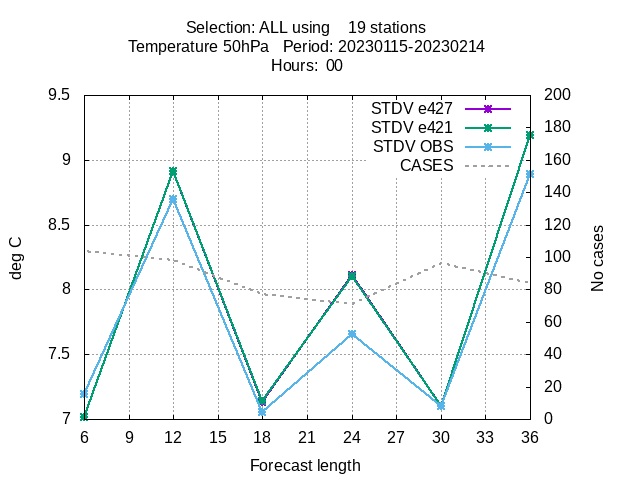 Selection: ALL using 19 stations
Temperature 50hPa Period: 20230115-20230214
Hours: 00
9.5
9
8.5
8
7.5
7
deg C
STDV e427
STDV e421
STDV OBS
CASES
200
180
160
140
120
100
80
60
40
20
0
No cases
6 9 12 15 18 21 24 27 30 33 36
Forecast length